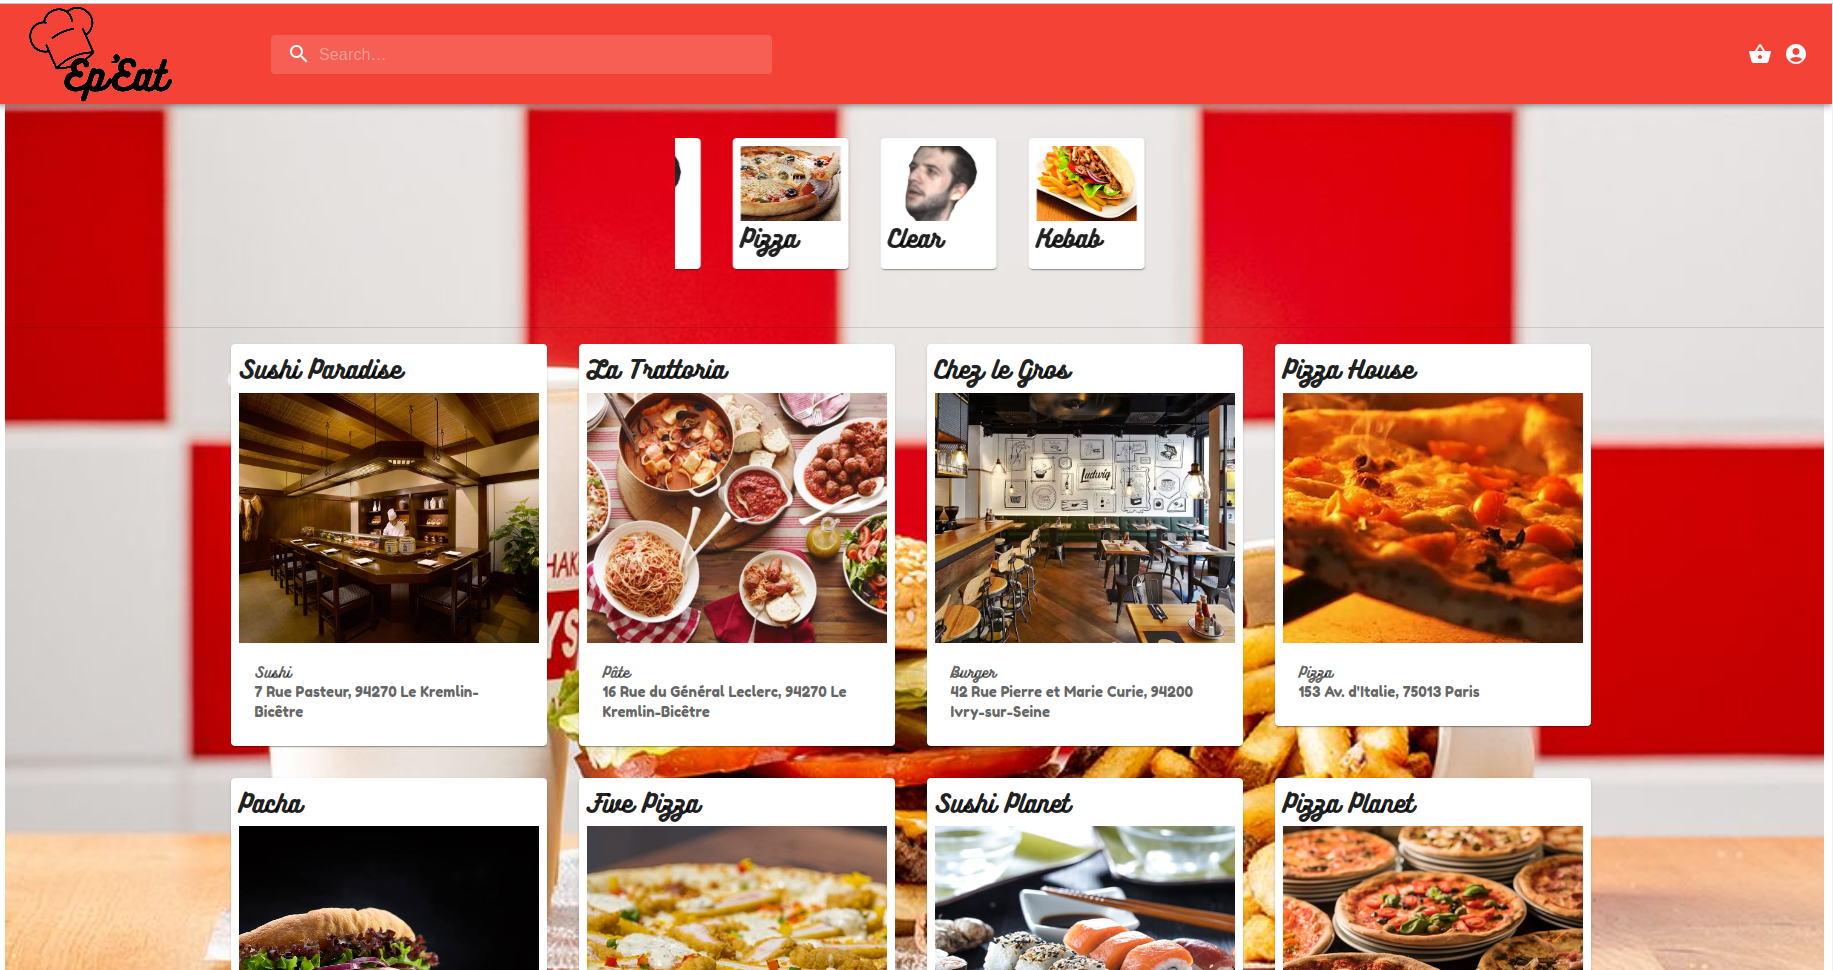 Ep'Eat
Search...
Pizza
Clear
Kebab
Sushi Paradise
La Trattoria
Chez le Gros
Pizza House
Ludwig
Sushi
7 Rue Pasteur, 94270 Le Kremlin-
Bicêtre
Pâte
16 Rue du Général Leclerc, 94270 Le
Kremlin-Bicêtre
Burger
42 Rue Pierre et Marie Curie, 94200
Ivry-sur-Seine
Pizza
153 Av. d'Italie, 75013 Paris
Pacha
Five Pizza
Sushi Planet
Pizza Planet